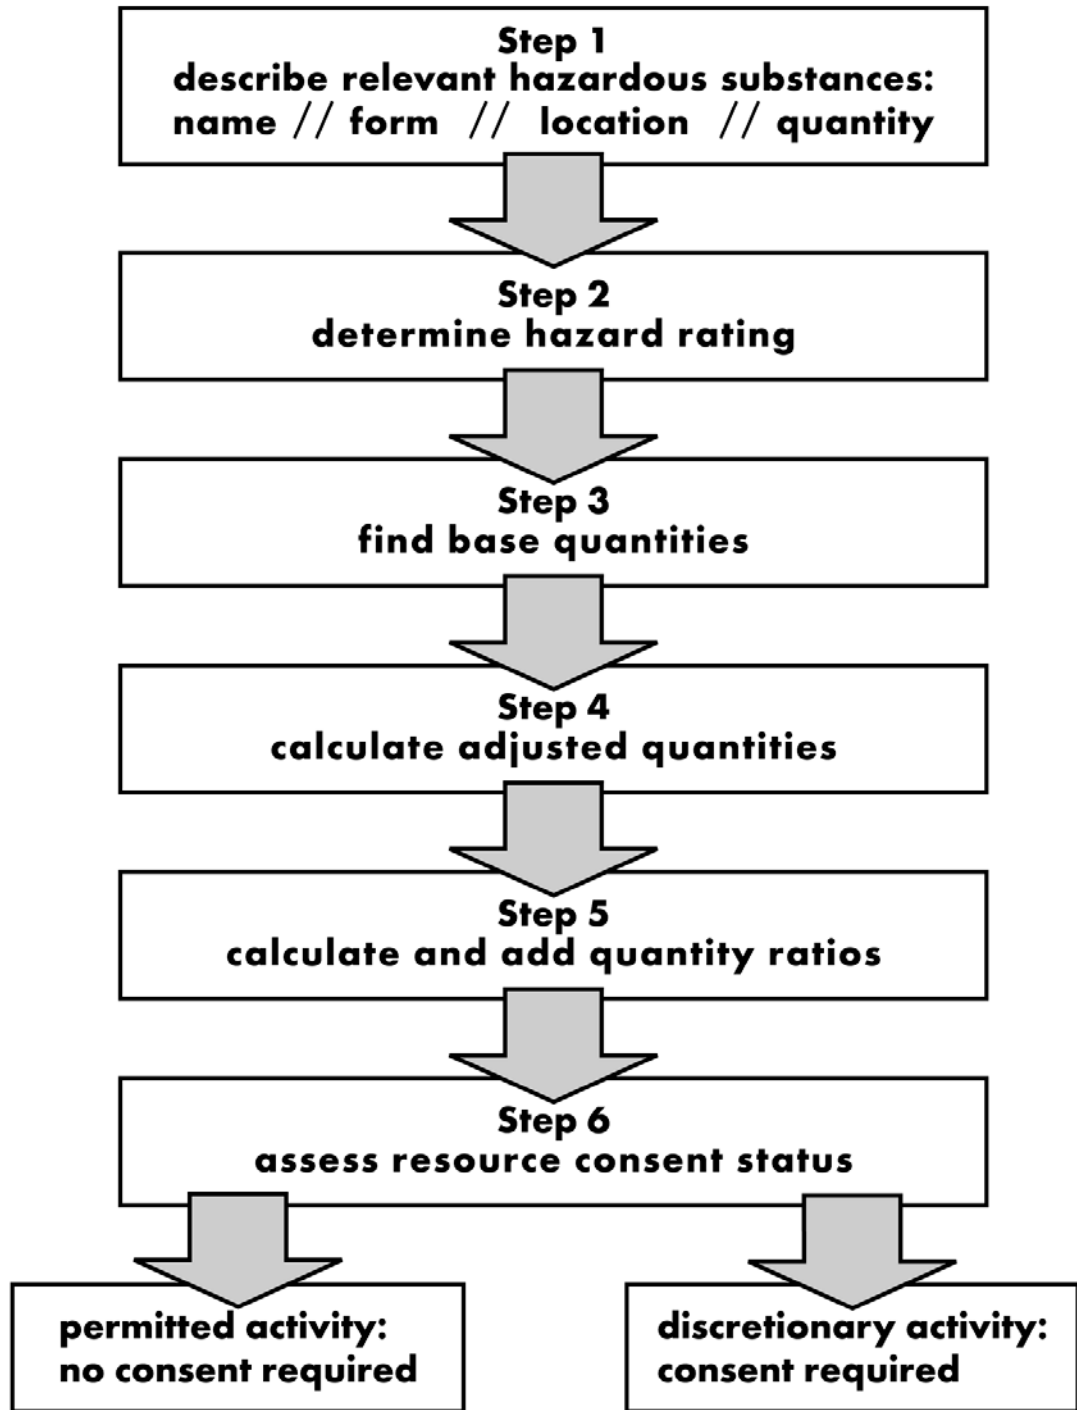 Step 1
describe relevant hazardous substances:
name // form // location // quantity
Step 2
determine hazard rating
Step 3
find base quantities
Step 4
calculate adjusted quantities
Step 5
calculate and add quantity ratios
Step 6
assess resource consent status
permitted activity:
no consent required
discretionary activity:
consent required